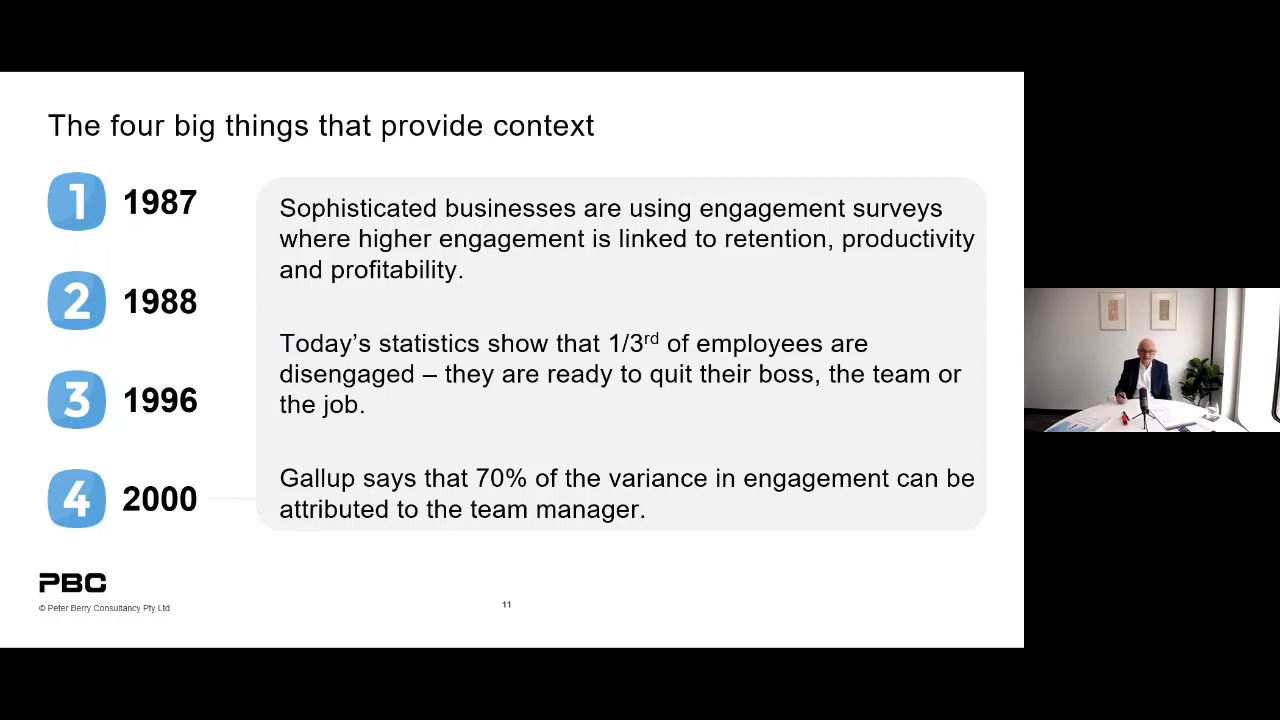 The four big things that provide context
1 1987
Sophisticated businesses are using engagement surveys
where higher engagement is linked to retention, productivity
and profitability.
2 1988
Today’s statistics show that 1/3rd of employees are
disengaged – they are ready to quit their boss, the team or
the job.
3 1996
4 2000
Gallup says that 70% of the variance in engagement can be
attributed to the team manager.
PBC
© Peter Berry Consultancy Pty Ltd
11